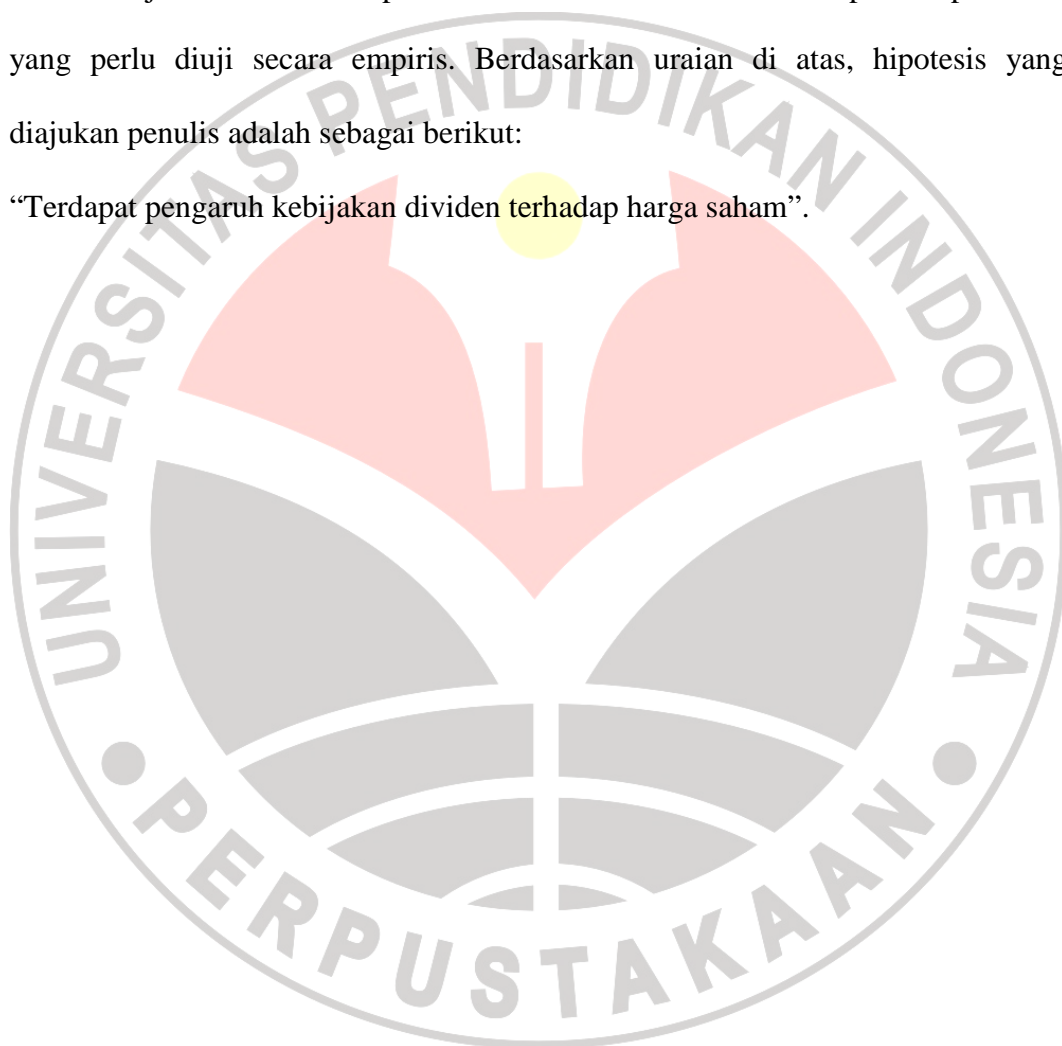 yang perlu diuji secara empiris. Berdasarkan uraian di atas, hipotesis yang
diajukan penulis adalah sebagai berikut:
“Terdapat pengaruh kebijakan dividen terhadap harga saham”.
UNIVERSITAS PENDIDIKAN INDONESIA
PERPUSTAKAAN